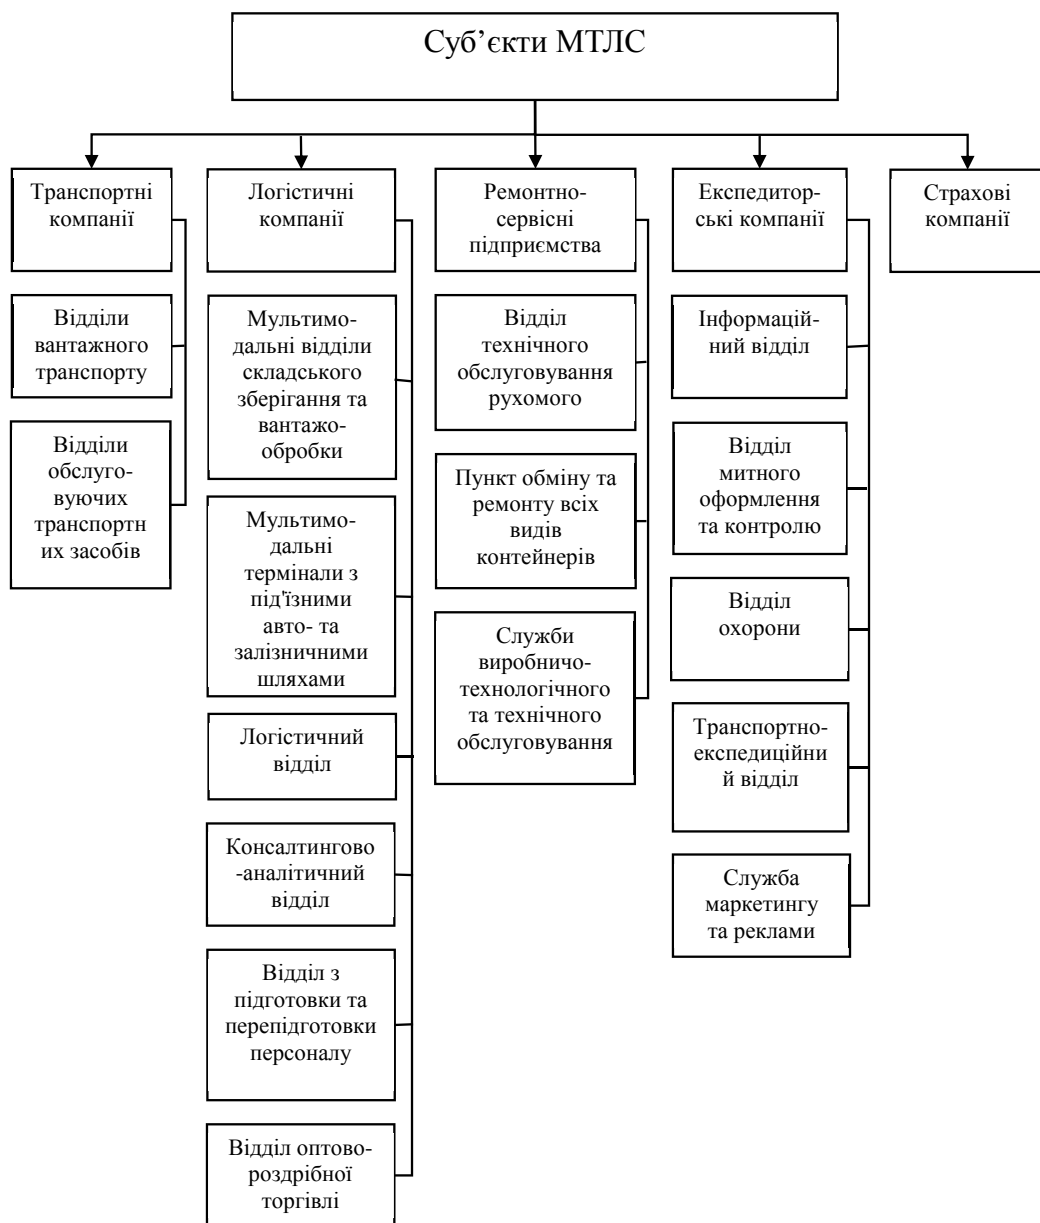 Суб’єкти МТЛС
Транспортні
компанії
Відділи
вантажного
транспорту
Відділи
обслуго-
вуючих
транспортн
их засобів
Логістичні
компанії
Мультимо-
дальні відділи
складського
зберігання та
вантажо-
обробки
Мультимо-
дальні
термінали з
під'їзними
авто- та
залізничними
шляхами
Логістичний
відділ
Консалтингово
-аналітичний
відділ
Відділ з
підготовки та
перепідготовки
персоналу
Відділ оптово-
роздрібної
торгівлі
Ремонтно-
сервісні
підприємства
Відділ
технічного
обслуговування
рухомого
Пункт обміну та
ремонту всіх
видів
контейнерів
Служби
виробничо-
технологічного
та технічного
обслуговування
Експедитор-
ські компанії
Інформацій-
ний відділ
Відділ
митного
оформлення
та контролю
Відділ
охорони
Транспортно-
експедиційни
й відділ
Служба
маркетингу
та реклами
Страхові
компанії